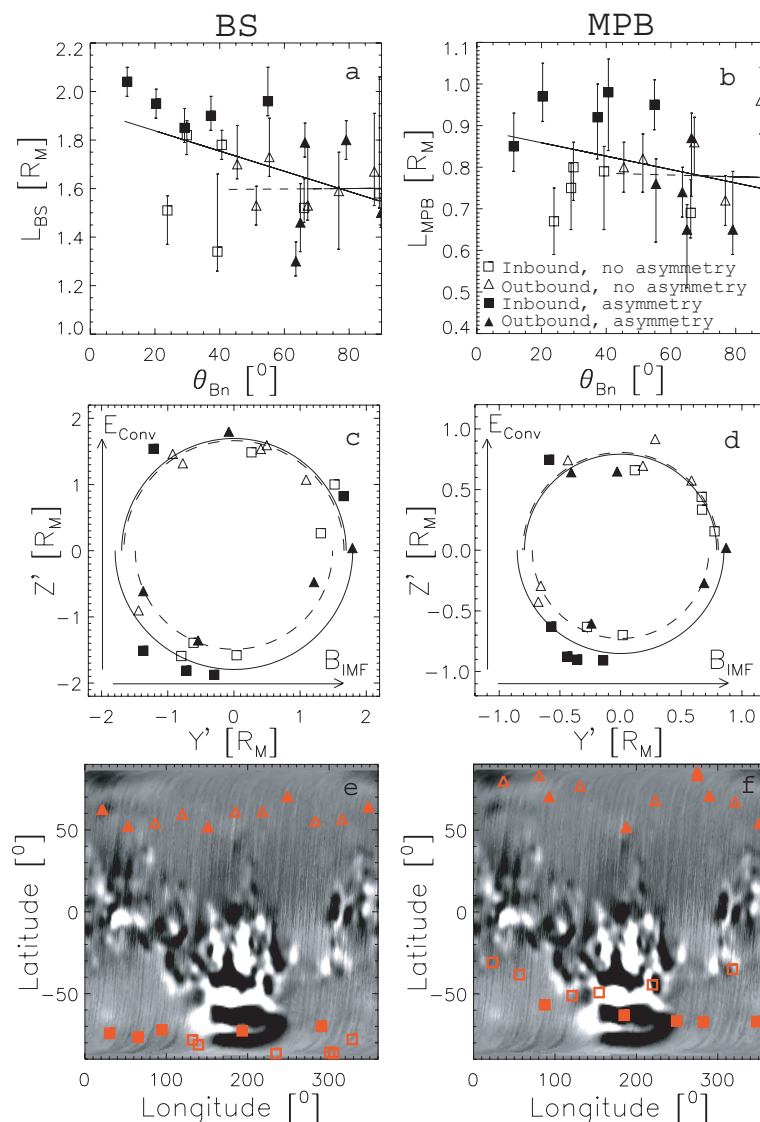 BS
MPB
2.2
2.0
1.8
1.6
1.4
1.2
1.0
L_BS [R_M]
a
0
20
40
60
80
θ_Bn [⁰]
1.1
1.0
0.9
0.8
0.7
0.6
0.5
0.4
L_MPB [R_M]
b
Inbound, no asymmetry
Outbound, no asymmetry
Inbound, asymmetry
Outbound, asymmetry
0
20
40
60
80
θ_Bn [⁰]
2
1
0
−1
−2
Z' [R_M]
E_Conv
c
B_IMF
−2
−1
0
1
2
Y' [R_M]
1.0
0.5
0.0
−0.5
−1.0
Z' [R_M]
E_Conv
d
B_IMF
−1.0
−0.5
0.0
0.5
1.0
Y' [R_M]
50
0
−50
Latitude [⁰]
e
0
100
200
300
Longitude [⁰]
50
0
−50
Latitude [⁰]
f
0
100
200
300
Longitude [⁰]